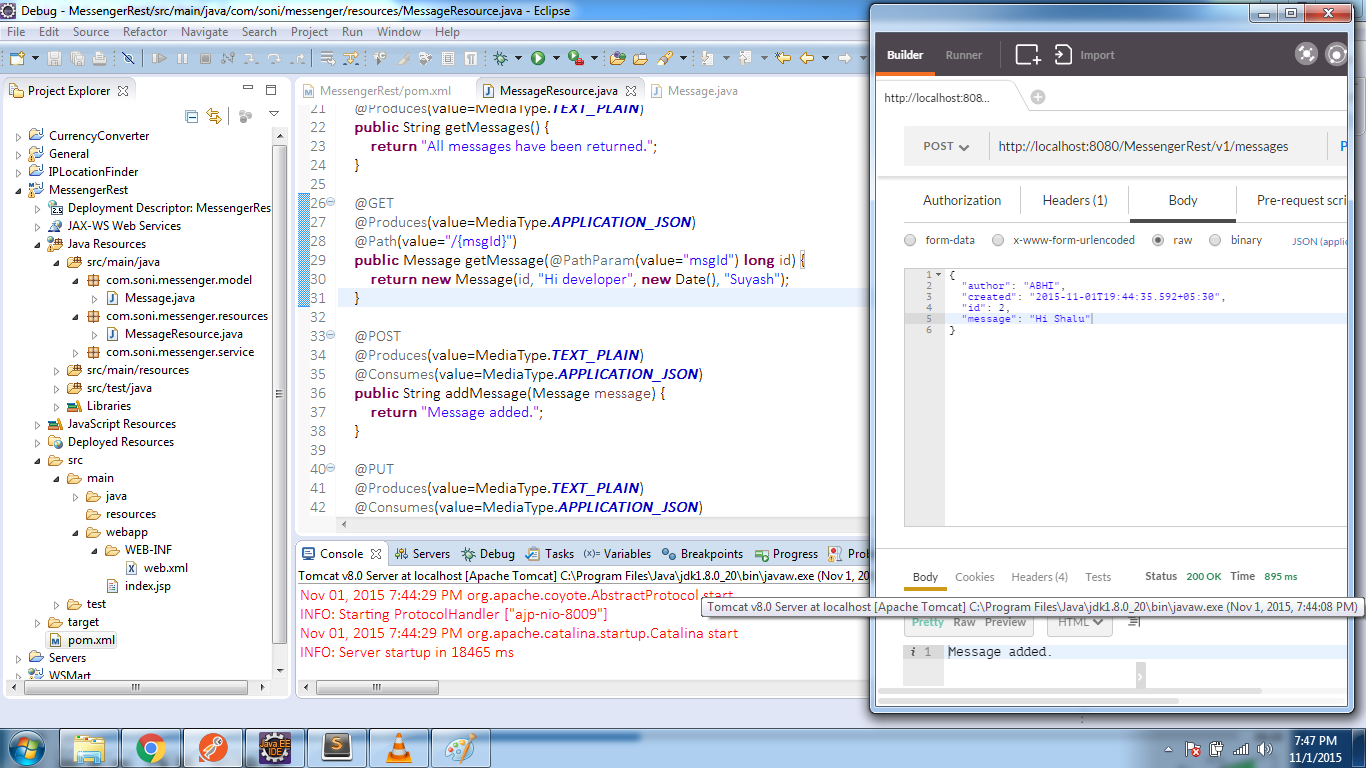 Debug - MessengerRest/src/main/java/com/soni/messenger/resources/MessageResource.java - Eclipse
File Edit Source Refactor Navigate Search Project Run Window Help
Project Explorer
CurrencyConverter
General
IPLocationFinder
MessengerRest
Deployment Descriptor: MessengerRes
JAX-WS Web Services
Java Resources
src/main/java
com.soni.messenger.model
Message.java
com.soni.messenger.resources
MessageResource.java
com.soni.messenger.service
src/main/resources
src/test/java
Libraries
JavaScript Resources
Deployed Resources
src
main
java
resources
webapp
WEB-INF
web.xml
index.jsp
test
target
pom.xml
Servers
WSMart
MessengerRest/pom.xml MessageResource.java Message.java
21 @Produces(value=MediaType.TEXT_PLAIN)
22 public String getMessages() {
23 return "All messages have been returned.";
24 }
25
26 @GET
27 @Produces(value=MediaType.APPLICATION_JSON)
28 @Path(value="/{msgId}")
29 public Message getMessage(@PathParam(value="msgId") long id) {
30 return new Message(id, "Hi developer", new Date(), "Suyash");
31 }
32
33 @POST
34 @Produces(value=MediaType.TEXT_PLAIN)
35 @Consumes(value=MediaType.APPLICATION_JSON)
36 public String addMessage(Message message) {
37 return "Message added.";
38 }
39
40 @PUT
41 @Produces(value=MediaType.TEXT_PLAIN)
42 @Consumes(value=MediaType.APPLICATION_JSON)
Console Servers Debug Tasks (x)= Variables Breakpoints Progress Prob
Tomcat v8.0 Server at localhost [Apache Tomcat] C:\Program Files\Java\jdk1.8.0_20\bin\javaw.exe (Nov 1, 20
Nov 01, 2015 7:44:29 PM org.apache.coyote.AbstractProtocol start
INFO: Starting ProtocolHandler ["ajp-nio-8009"]
Nov 01, 2015 7:44:29 PM org.apache.catalina.startup.Catalina start
INFO: Server startup in 18465 ms
Tomcat v8.0 Server at localhost [Apache Tomcat] C:\Program Files\Java\jdk1.8.0_20\bin\javaw.exe (Nov 1, 2015, 7:44:08 PM)
Builder Runner Import
http://localhost:808...
POST http://localhost:8080/MessengerRest/v1/messages P
Authorization Headers (1) Body Pre-request scri
form-data x-www-form-urlencoded raw binary JSON (applic
1 {
2 "author": "ABHI",
3 "created": "2015-11-01T19:44:35.592+05:30",
4 "id": 2,
5 "message": "Hi Shalu"
6 }
Body Cookies Headers (4) Tests Status 200 OK Time 895 ms
Pretty Raw Preview HTML
i 1 Message added.
Java EE IDE
S
7:47 PM
11/1/2015